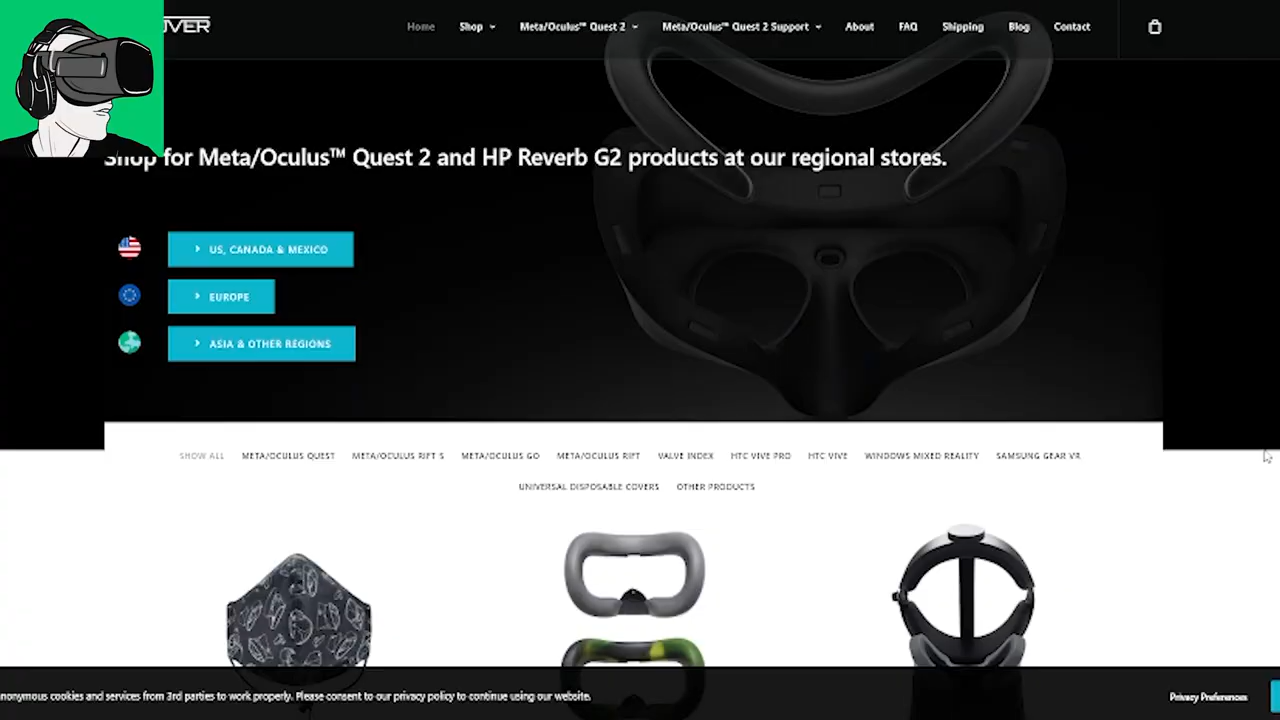 Home Shop Meta/Oculus™ Quest 2 Meta/Oculus™ Quest 2 Support About FAQ Shipping Blog Contact
Shop for Meta/Oculus™ Quest 2 and HP Reverb G2 products at our regional stores.
US, CANADA & MEXICO
EUROPE
ASIA & OTHER REGIONS
SHOW ALL META/OCULUS QUEST META/OCULUS RIFT S META/OCULUS GO META/OCULUS RIFT VALVE INDEX HTC VIVE PRO HTC VIVE WINDOWS MIXED REALITY SAMSUNG GEAR VR
UNIVERSAL DISPOSABLE COVERS OTHER PRODUCTS
nonymous cookies and services from 3rd parties to work properly. Please consent to our privacy policy to continue using our website. Privacy Preferences